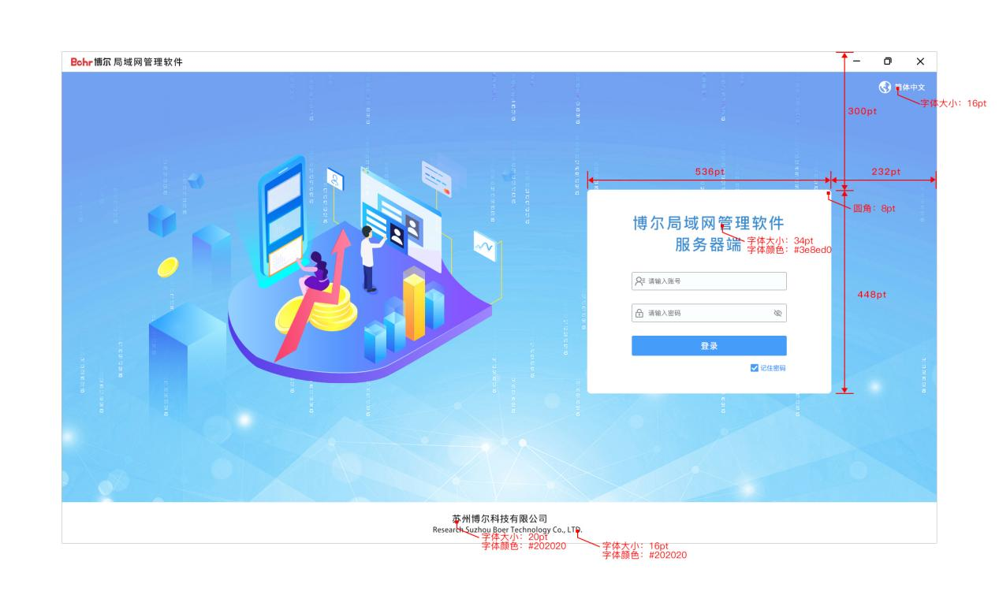 Bohr博尔 局域网管理软件
简体中文
字体大小：16pt
300pt
536pt
232pt
圆角：8pt
博尔局域网管理软件
服务器端
字体大小：34pt
字体颜色：#3e8ed0
请输入账号
448pt
请输入密码
登录
记住密码
苏州博尔科技有限公司
Research Suzhou Boer Technology Co., LTD.
字体大小：20pt
字体颜色：#202020
字体大小：16pt
字体颜色：#202020